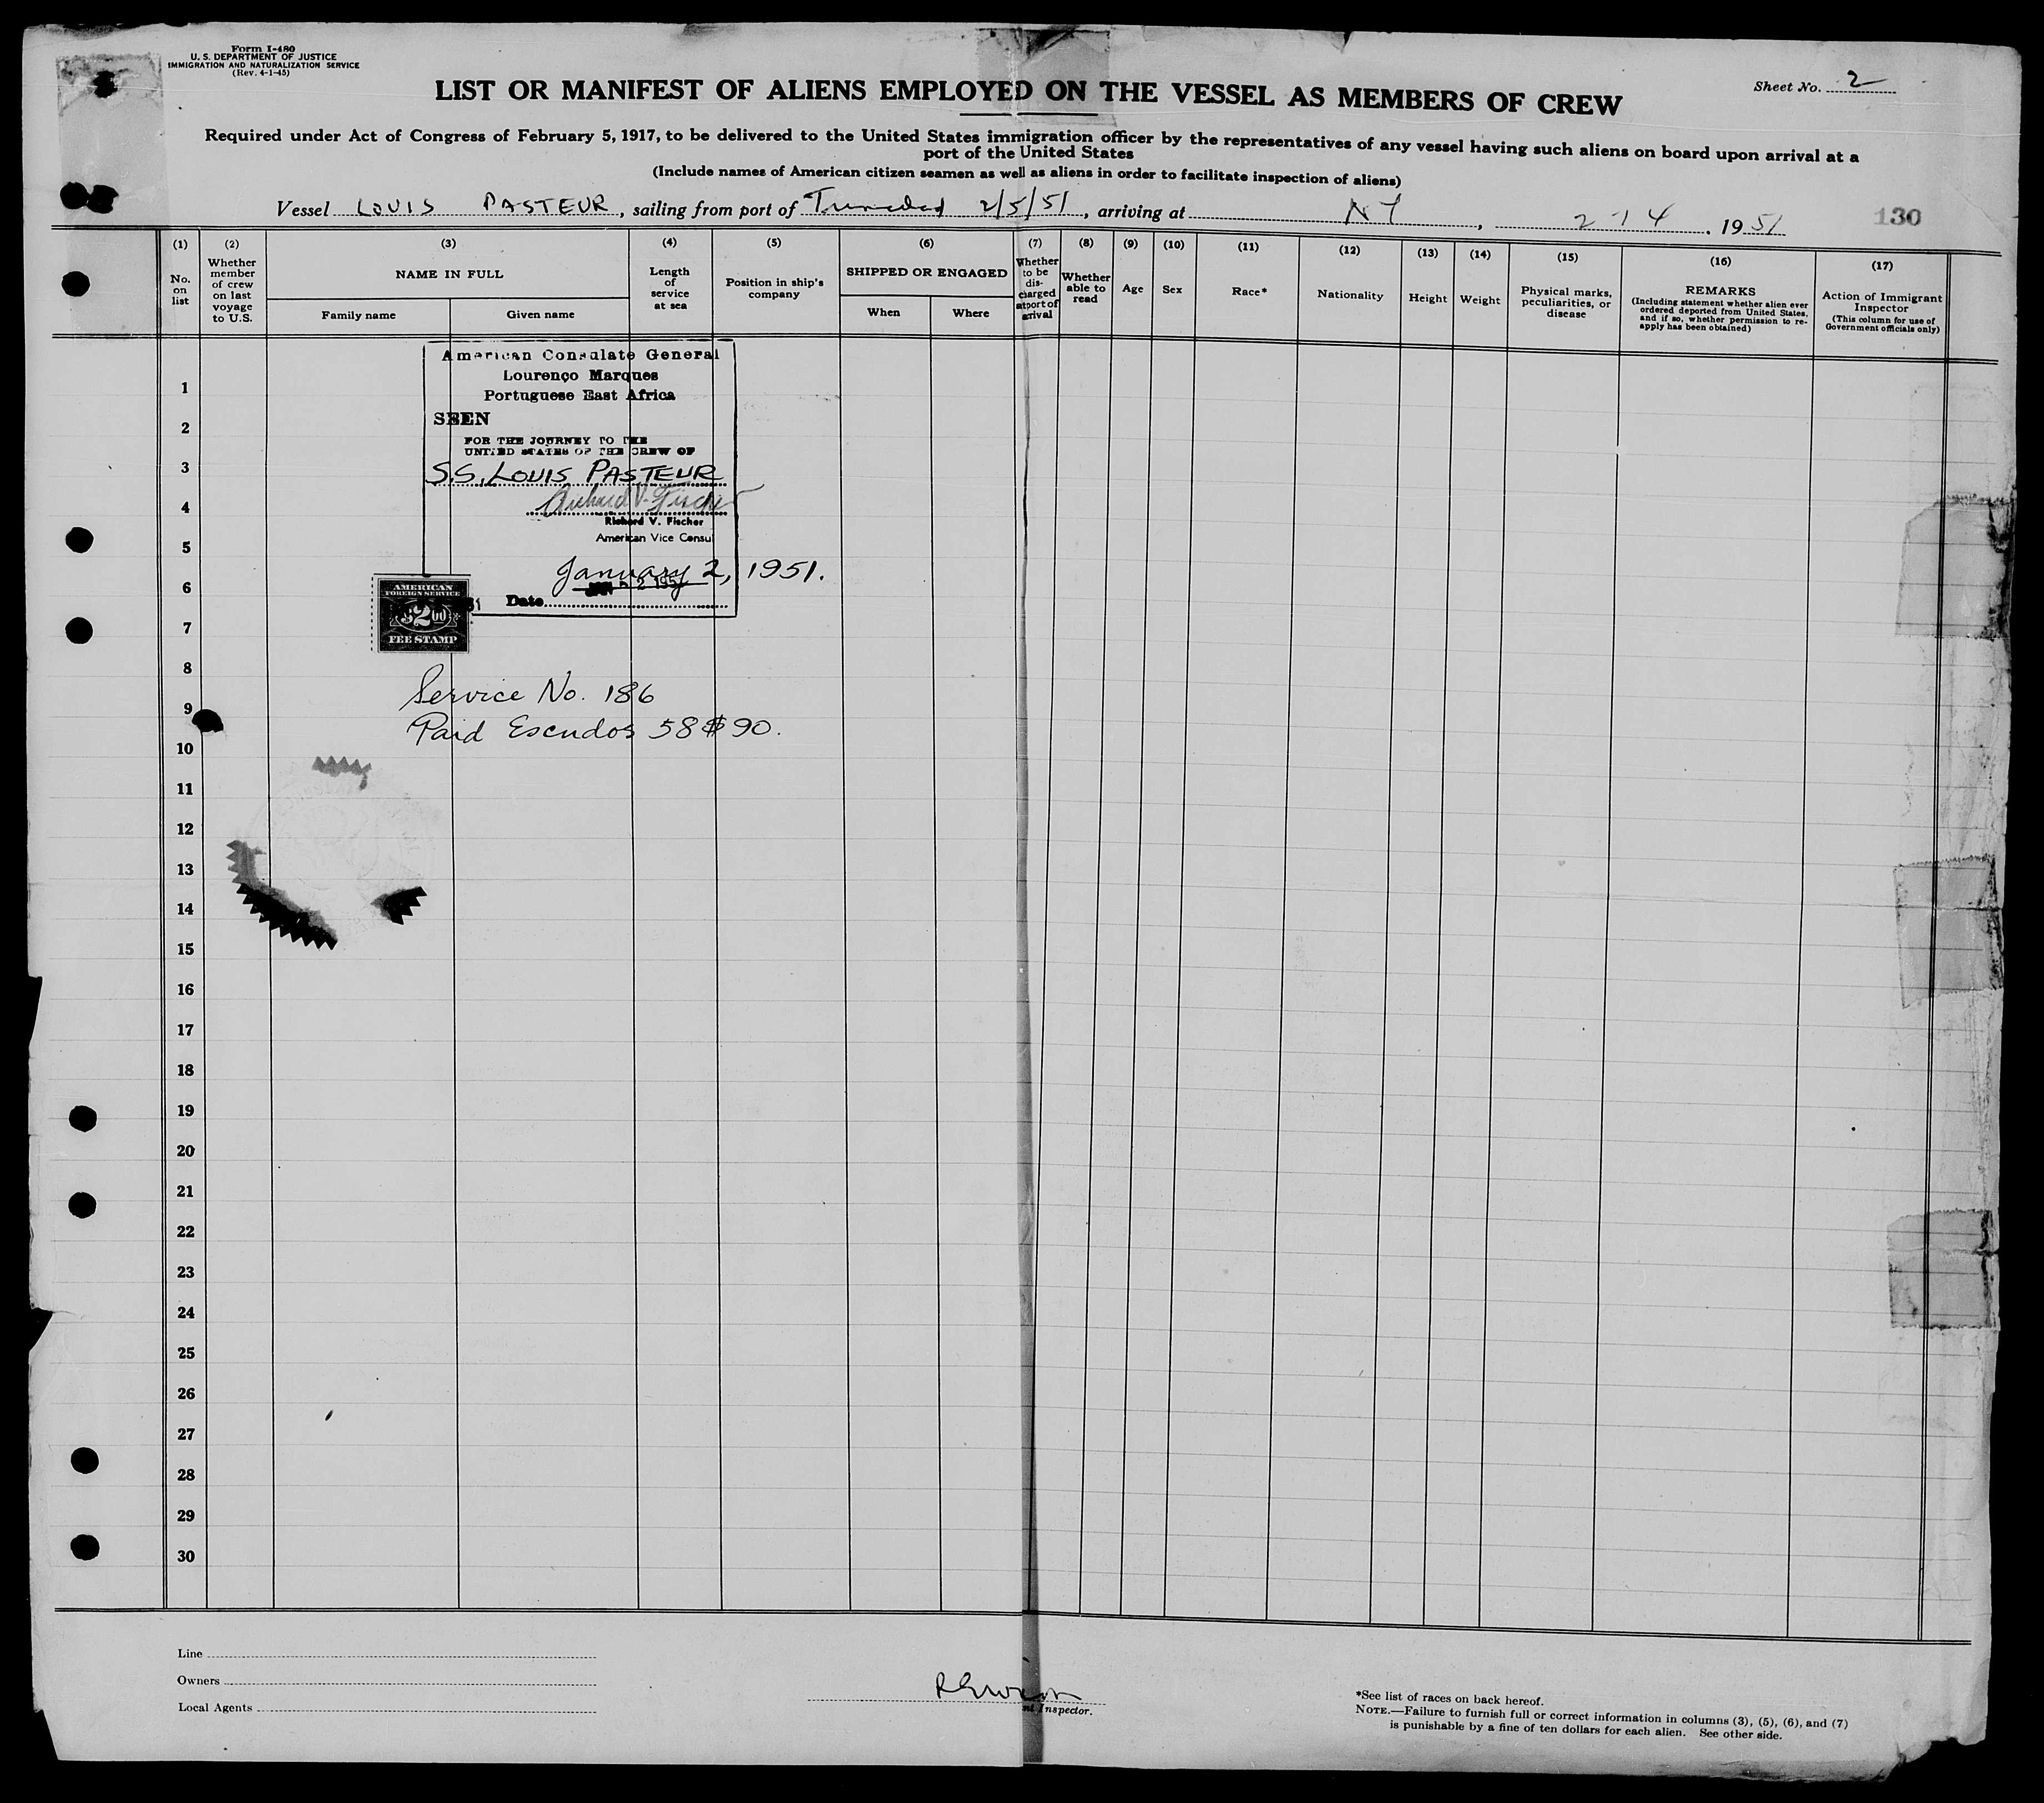 Form I-480
U. S. DEPARTMENT OF JUSTICE
IMMIGRATION AND NATURALIZATION SERVICE
(Rev. 4-1-45)
Sheet No. 2
LIST OR MANIFEST OF ALIENS EMPLOYED ON THE VESSEL AS MEMBERS OF CREW
Required under Act of Congress of February 5, 1917, to be delivered to the United States immigration officer by the representatives of any vessel having such aliens on board upon arrival at a
port of the United States
(Include names of American citizen seamen as well as aliens in order to facilitate inspection of aliens)
Vessel LOUIS PASTEUR, sailing from port of Trinidad 2/5/51, arriving at NY, 2-14, 1951
130
(1) (2) (3) (4) (5) (6) (7) (8) (9) (10) (11) (12) (13) (14) (15) (16) (17)
No. on list
Whether member of crew on last voyage to U.S.
NAME IN FULL
Family name
Given name
Length of service at sea
Position in ship's company
SHIPPED OR ENGAGED
When
Where
Whether to be discharged at port of arrival
Whether able to read
Age
Sex
Race*
Nationality
Height
Weight
Physical marks, peculiarities, or disease
REMARKS
(Including statement whether alien ever ordered deported from United States, and if so, whether permission to reapply has been obtained)
Action of Immigrant Inspector
(This column for use of Government officials only)
American Consulate General
Lourenço Marques
Portuguese East Africa
SEEN
FOR THE JOURNEY TO THE
UNITED STATES OF THE CREW OF
S.S. LOUIS PASTEUR
Richard V. Fischer
Richard V. Fischer
American Vice Consul
January 2, 1951.
JAN 2 1951
Date
AMERICAN
FOREIGN SERVICE
$2.00
FEE STAMP
Service No. 186
Paid Escudos 58$90.
1
2
3
4
5
6
7
8
9
10
11
12
13
14
15
16
17
18
19
20
21
22
23
24
25
26
27
28
29
30
Line
Owners
Local Agents
Inspector.
*See list of races on back hereof.
NOTE.—Failure to furnish full or correct information in columns (3), (5), (6), and (7)
is punishable by a fine of ten dollars for each alien. See other side.